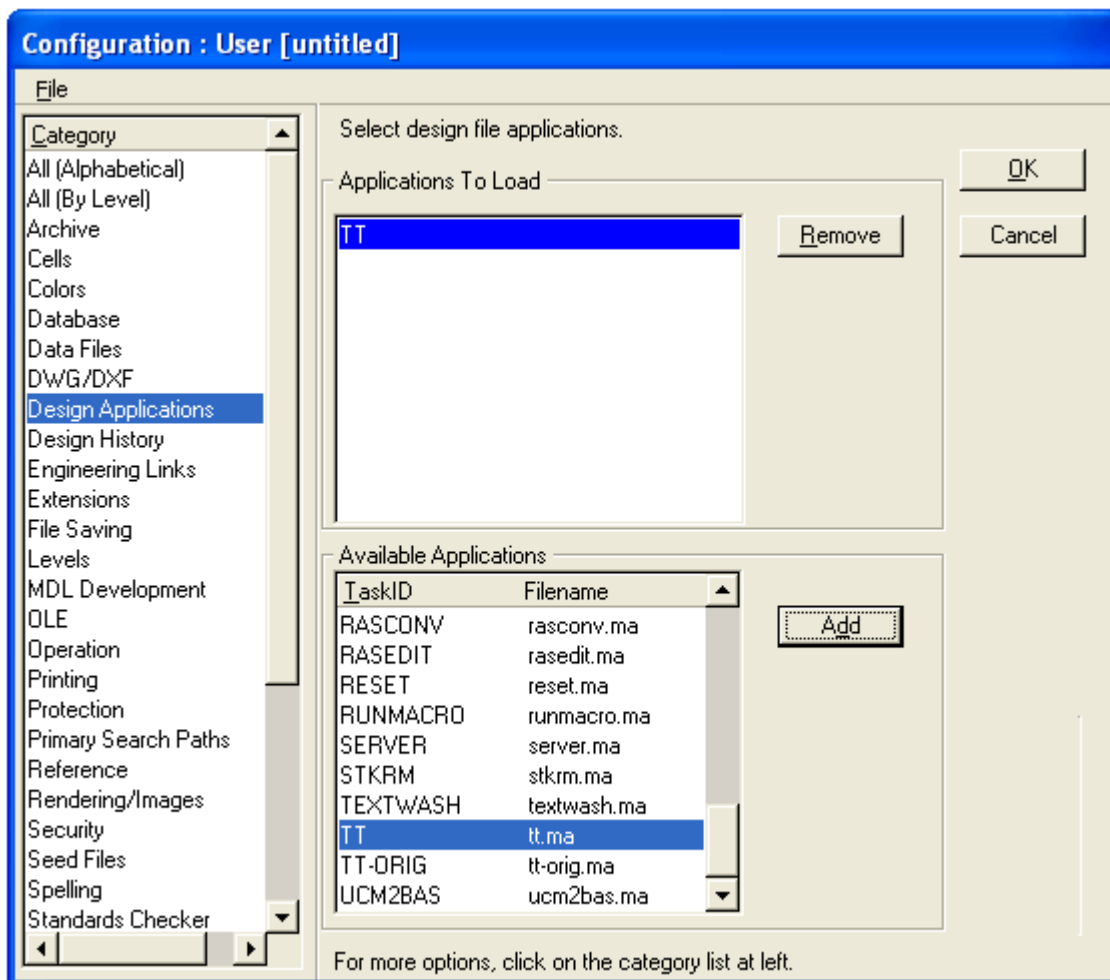 Configuration : User [untitled]
File
Category
All (Alphabetical)
All (By Level)
Archive
Cells
Colors
Database
Data Files
DWG/DXF
Design Applications
Design History
Engineering Links
Extensions
File Saving
Levels
MDL Development
OLE
Operation
Printing
Protection
Primary Search Paths
Reference
Rendering/Images
Security
Seed Files
Spelling
Standards Checker
Select design file applications.
Applications To Load
TT
Remove
OK
Cancel
Available Applications
TaskID Filename
RASCONV rasconv.ma
RASEDIT rasedit.ma
RESET reset.ma
RUNMACRO runmacro.ma
SERVER server.ma
STKRM stkrm.ma
TEXTWASH textwash.ma
TT tt.ma
TT-ORIG tt-orig.ma
UCM2BAS ucm2bas.ma
Add
For more options, click on the category list at left.